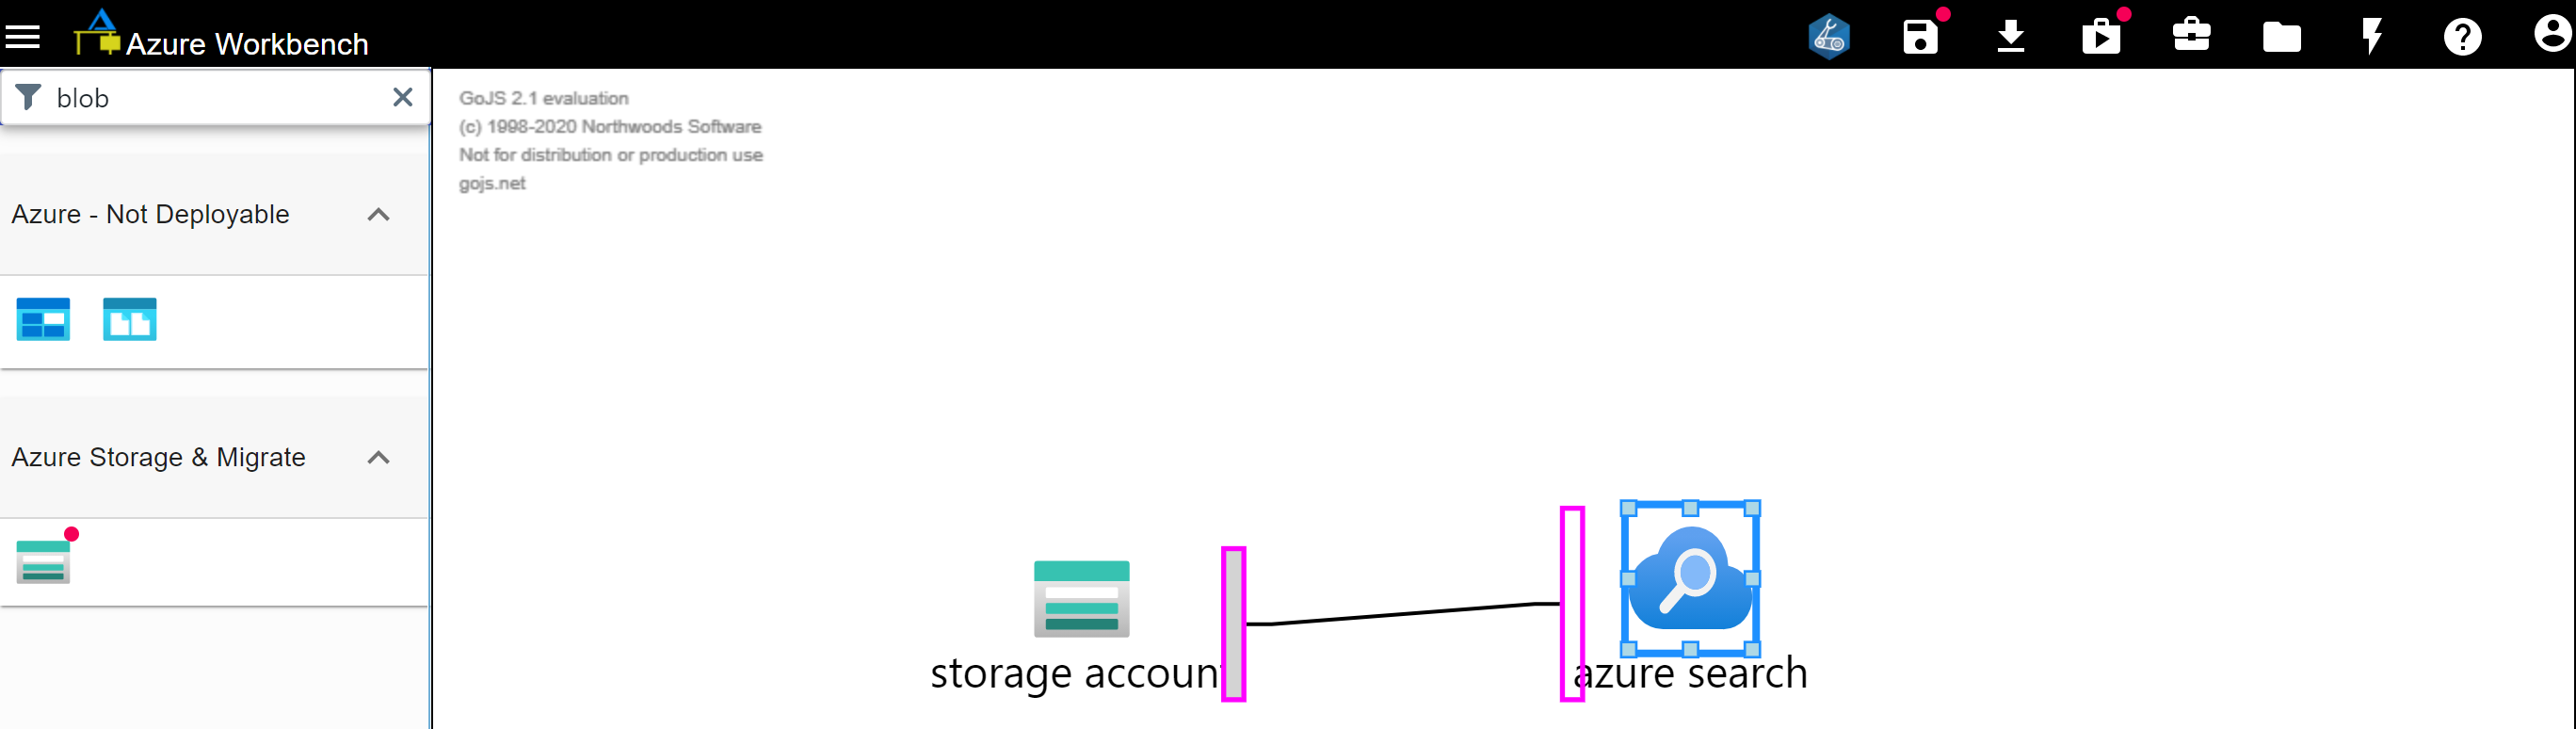 Azure Workbench
blob
GoJS 2.1 evaluation
(c) 1998-2020 Northwoods Software
Not for distribution or production use
gojs.net
Azure - Not Deployable
Azure Storage & Migrate
storage account
azure search